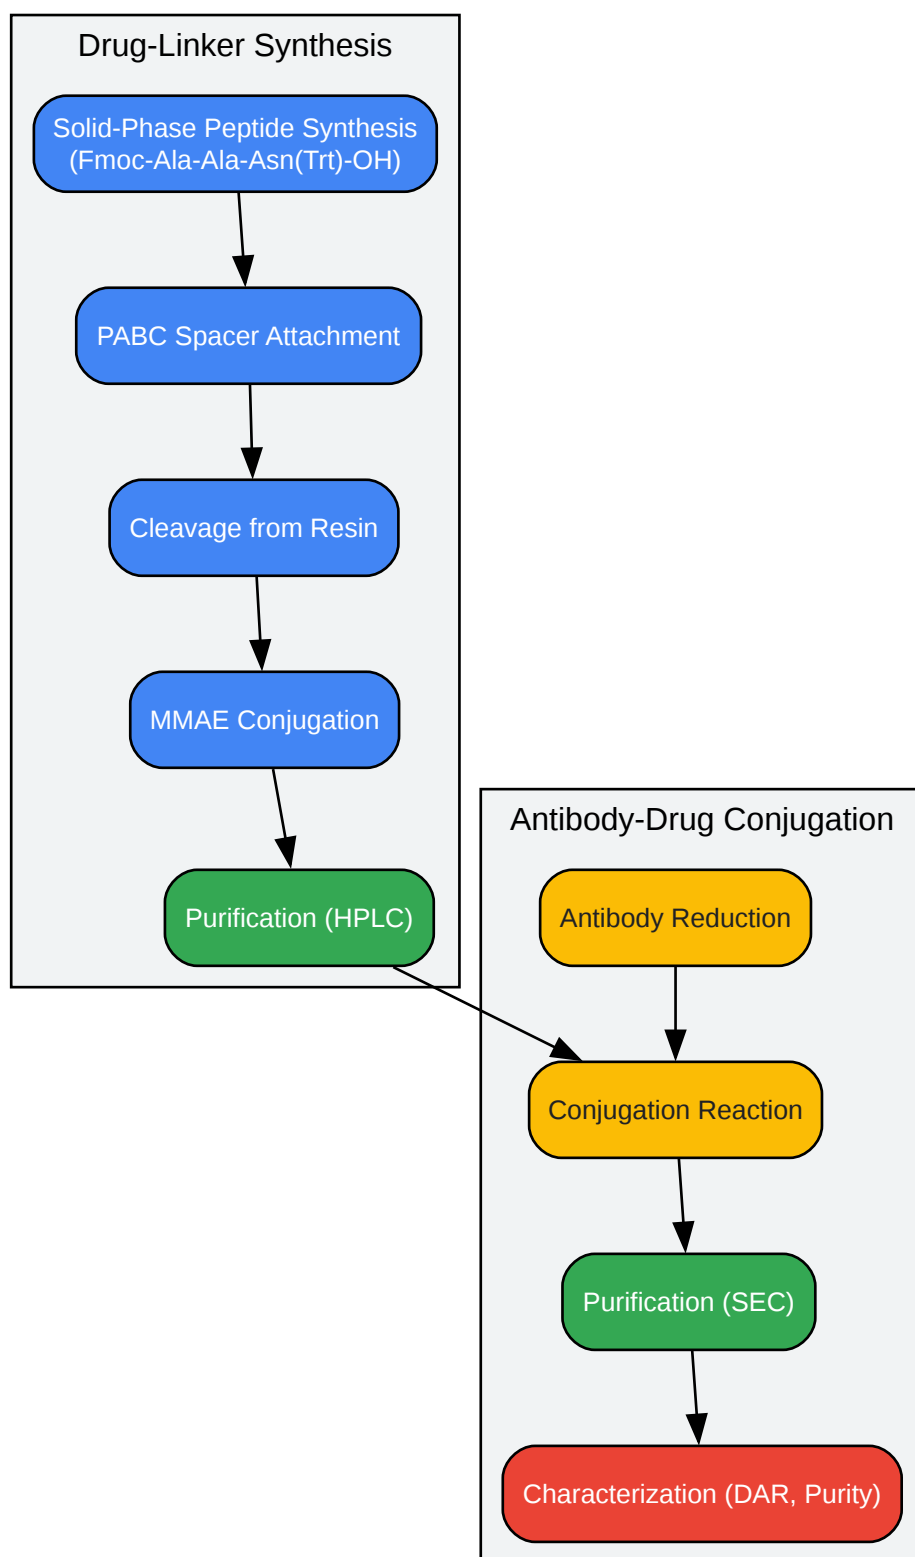 Drug-Linker Synthesis
Solid-Phase Peptide Synthesis
(Fmoc-Ala-Ala-Asn(Trt)-OH)
PABC Spacer Attachment
Cleavage from Resin
MMAE Conjugation
Purification (HPLC)
Antibody-Drug Conjugation
Antibody Reduction
Conjugation Reaction
Purification (SEC)
Characterization (DAR, Purity)